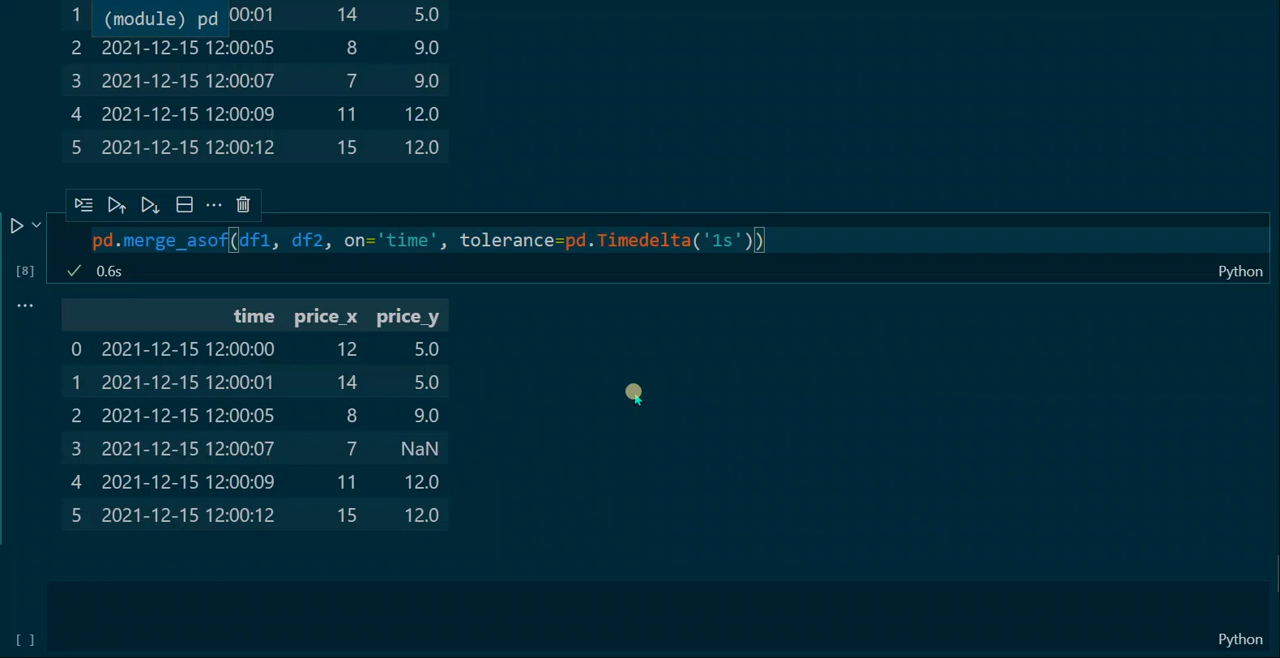 1 (module) pd 00:01 14 5.0
2 2021-12-15 12:00:05 8 9.0
3 2021-12-15 12:00:07 7 9.0
4 2021-12-15 12:00:09 11 12.0
5 2021-12-15 12:00:12 15 12.0
pd.merge_asof(df1, df2, on='time', tolerance=pd.Timedelta('1s'))
[8] 0.6s Python
time price_x price_y
0 2021-12-15 12:00:00 12 5.0
1 2021-12-15 12:00:01 14 5.0
2 2021-12-15 12:00:05 8 9.0
3 2021-12-15 12:00:07 7 NaN
4 2021-12-15 12:00:09 11 12.0
5 2021-12-15 12:00:12 15 12.0
[ ] Python